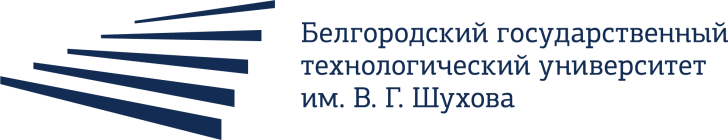 Белгородский государственный
технологический университет
им. В. Г. Шухова